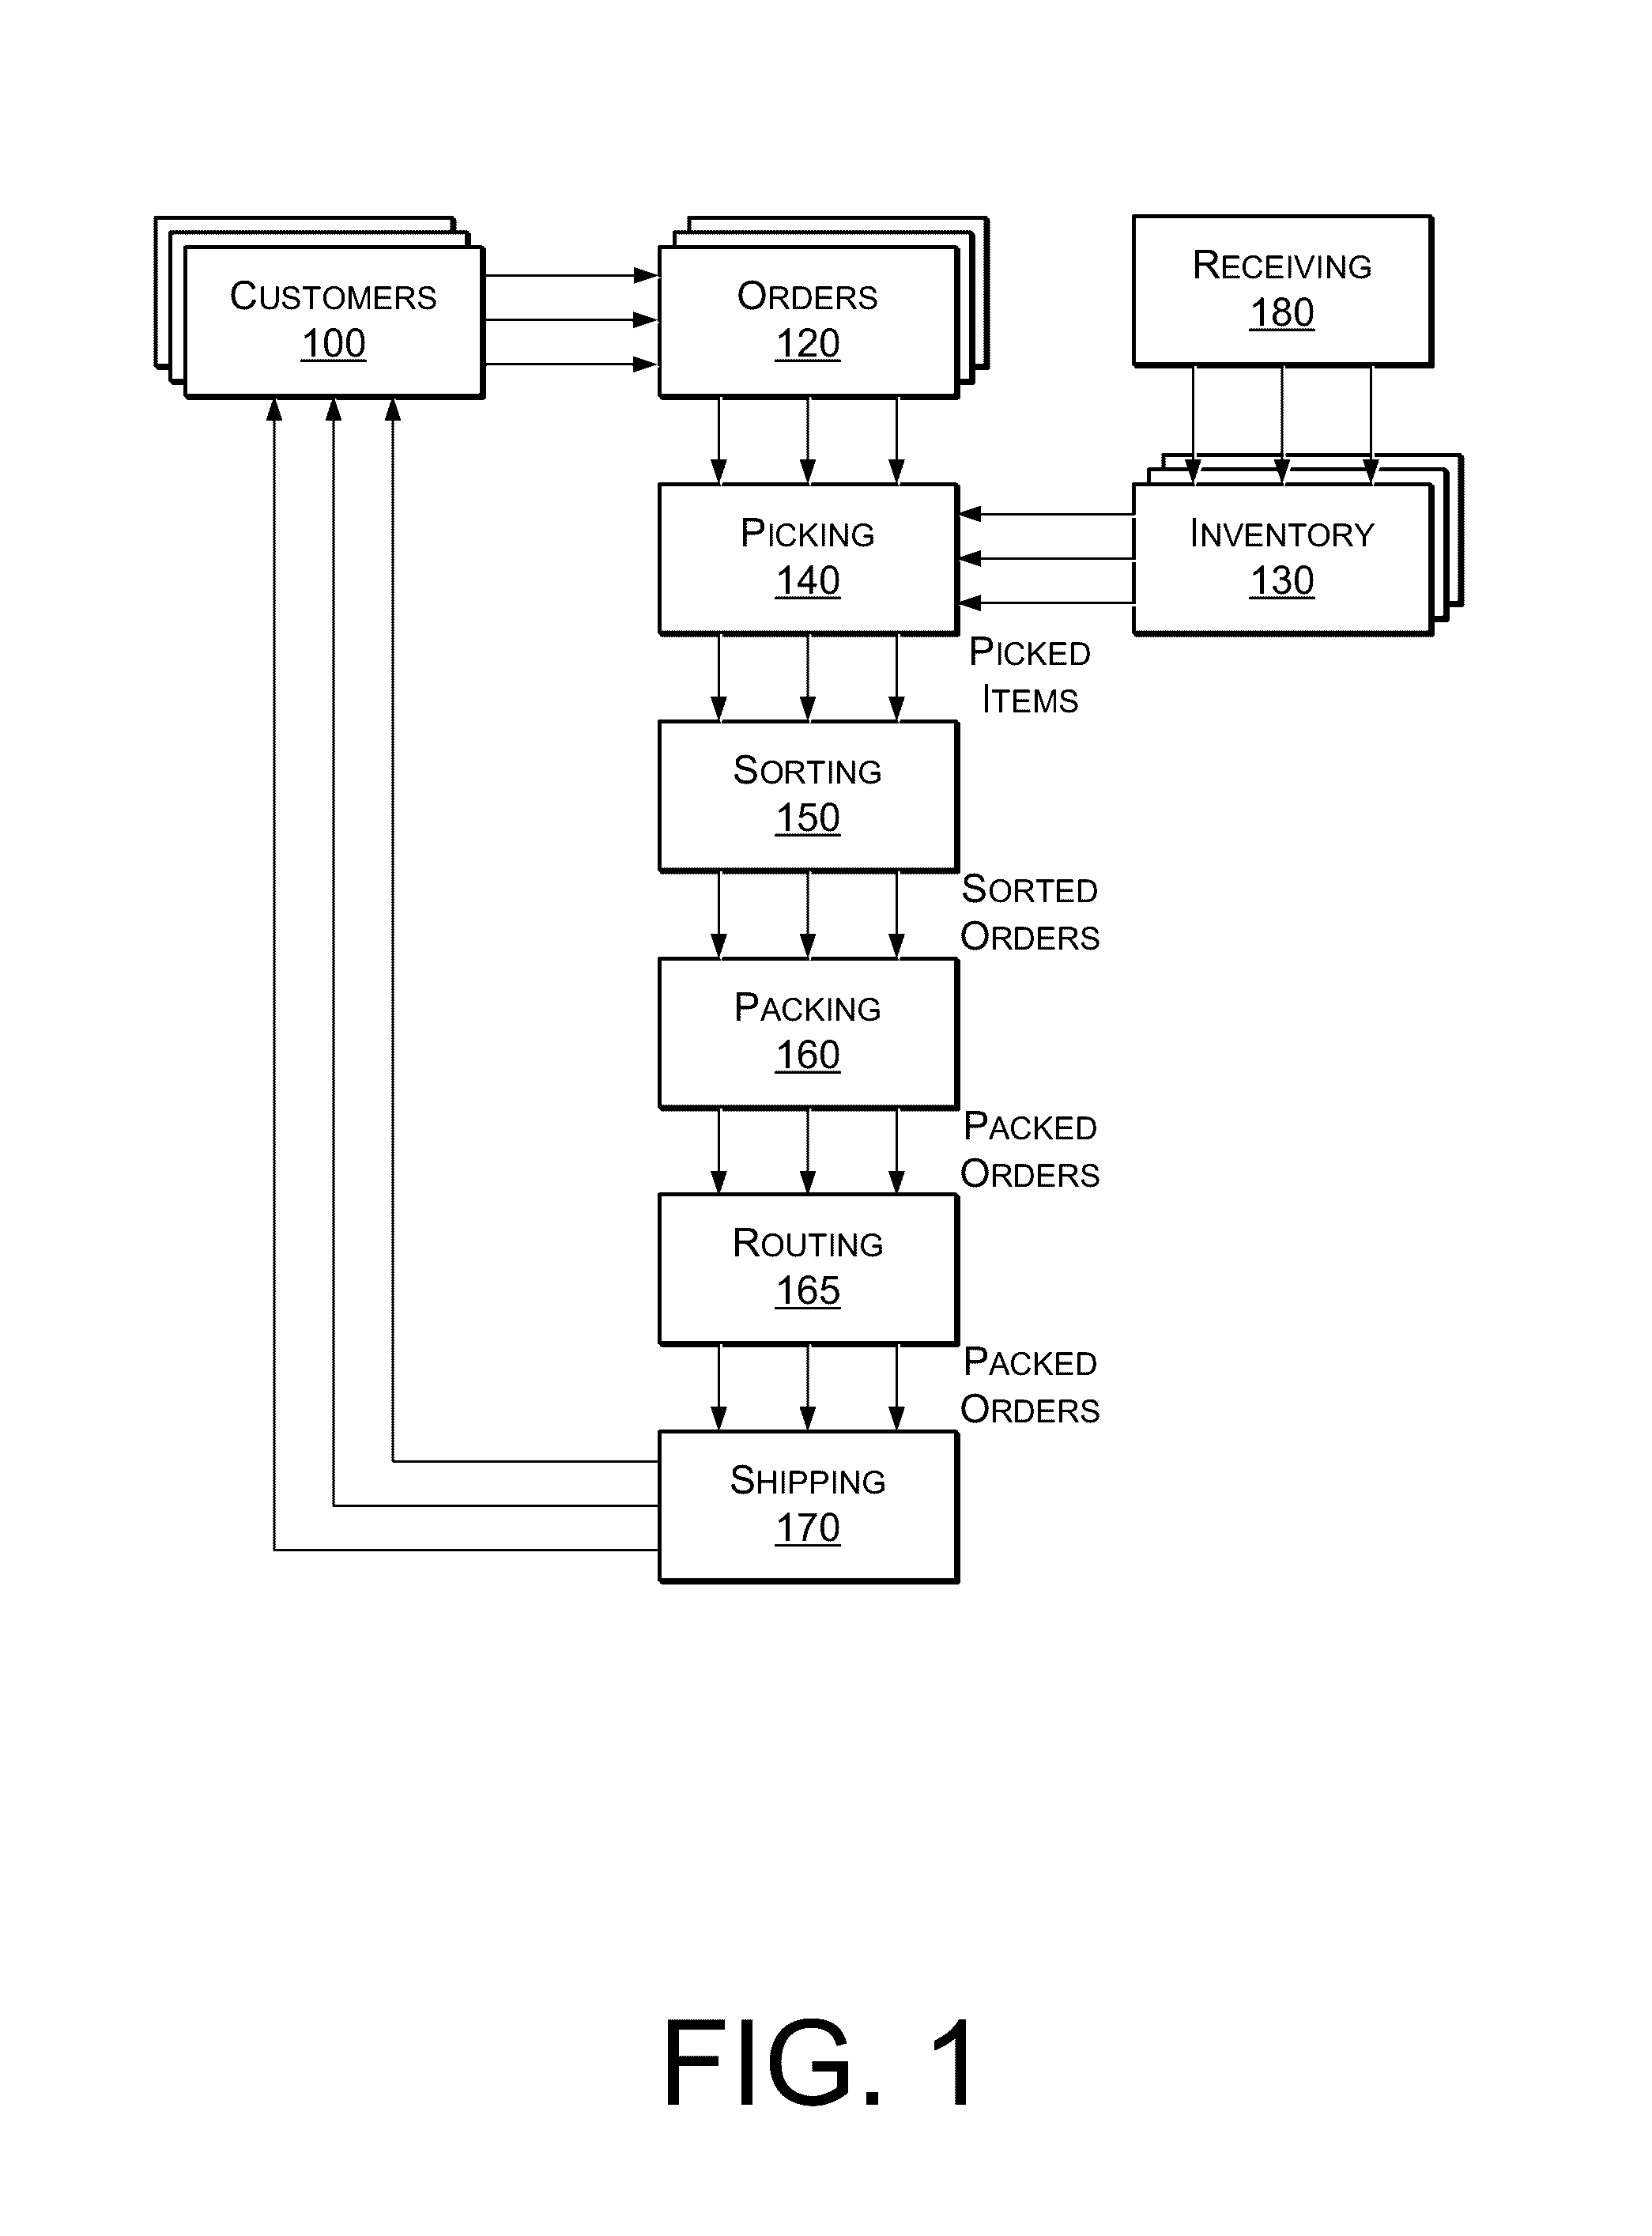 CUSTOMERS
100
ORDERS
120
RECEIVING
180
PICKING
140
INVENTORY
130
PICKED
ITEMS
SORTING
150
SORTED
ORDERS
PACKING
160
PACKED
ORDERS
ROUTING
165
PACKED
ORDERS
SHIPPING
170
FIG. 1